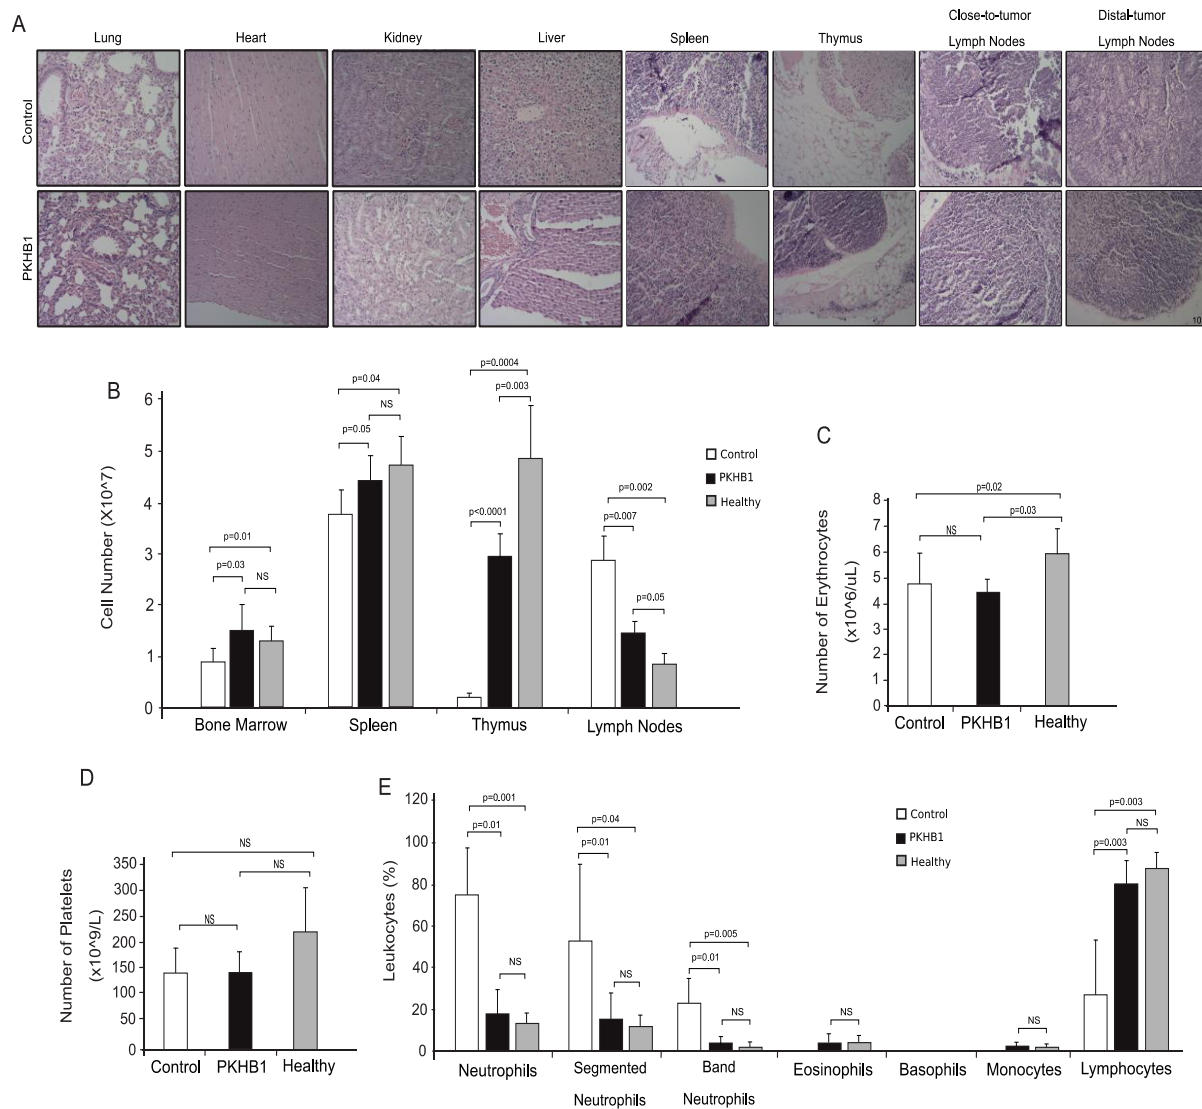 A
Lung
Heart
Kidney
Liver
Spleen
Thymus
Close-to-tumor
Lymph Nodes
Distal-tumor
Lymph Nodes
Control
PKHB1
10
B
Cell Number (X10^7)
6
5
4
3
2
1
0
p=0.01
p=0.03
NS
p=0.04
NS
p=0.05
p=0.0004
p=0.003
p<0.0001
p=0.002
p=0.007
p=0.05
Control
PKHB1
Healthy
Bone Marrow
Spleen
Thymus
Lymph Nodes
C
Number of Erythrocytes
(x10^6/uL)
8
7
6
5
4
3
2
1
0
p=0.02
NS
p=0.03
Control
PKHB1
Healthy
D
Number of Platelets
(x10^9/L)
350
300
250
200
150
100
50
0
NS
NS
NS
Control
PKHB1
Healthy
E
Leukocytes (%)
120
100
80
60
40
20
0
p=0.001
p=0.01
NS
p=0.04
p=0.01
NS
p=0.005
p=0.01
NS
NS
NS
p=0.003
NS
p=0.003
Control
PKHB1
Healthy
Neutrophils
Segmented
Neutrophils
Band
Neutrophils
Eosinophils
Basophils
Monocytes
Lymphocytes